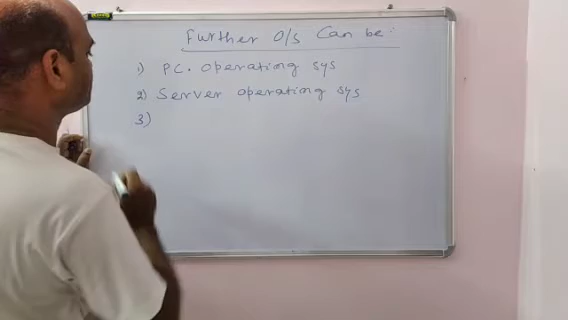 Further O/s Can be:
1) PC. operating sys
2) Server operating sys
3)